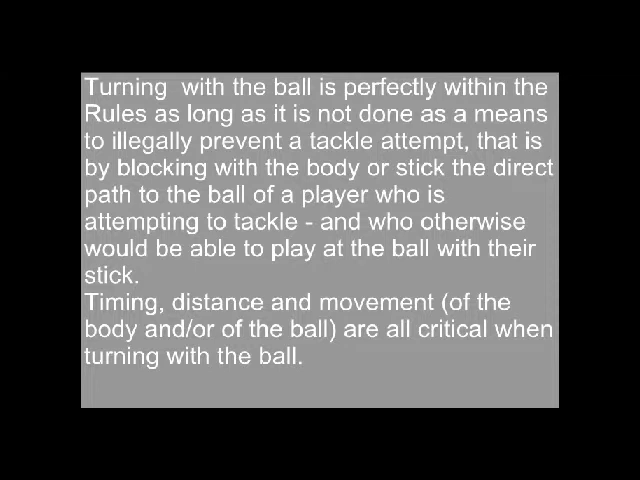 Turning  with the ball is perfectly within the
Rules as long as it is not done as a means
to illegally prevent a tackle attempt, that is
by blocking with the body or stick the direct
path to the ball of a player who is
attempting to tackle - and who otherwise
would be able to play at the ball with their
stick.
Timing, distance and movement (of the
body and/or of the ball) are all critical when
turning with the ball.